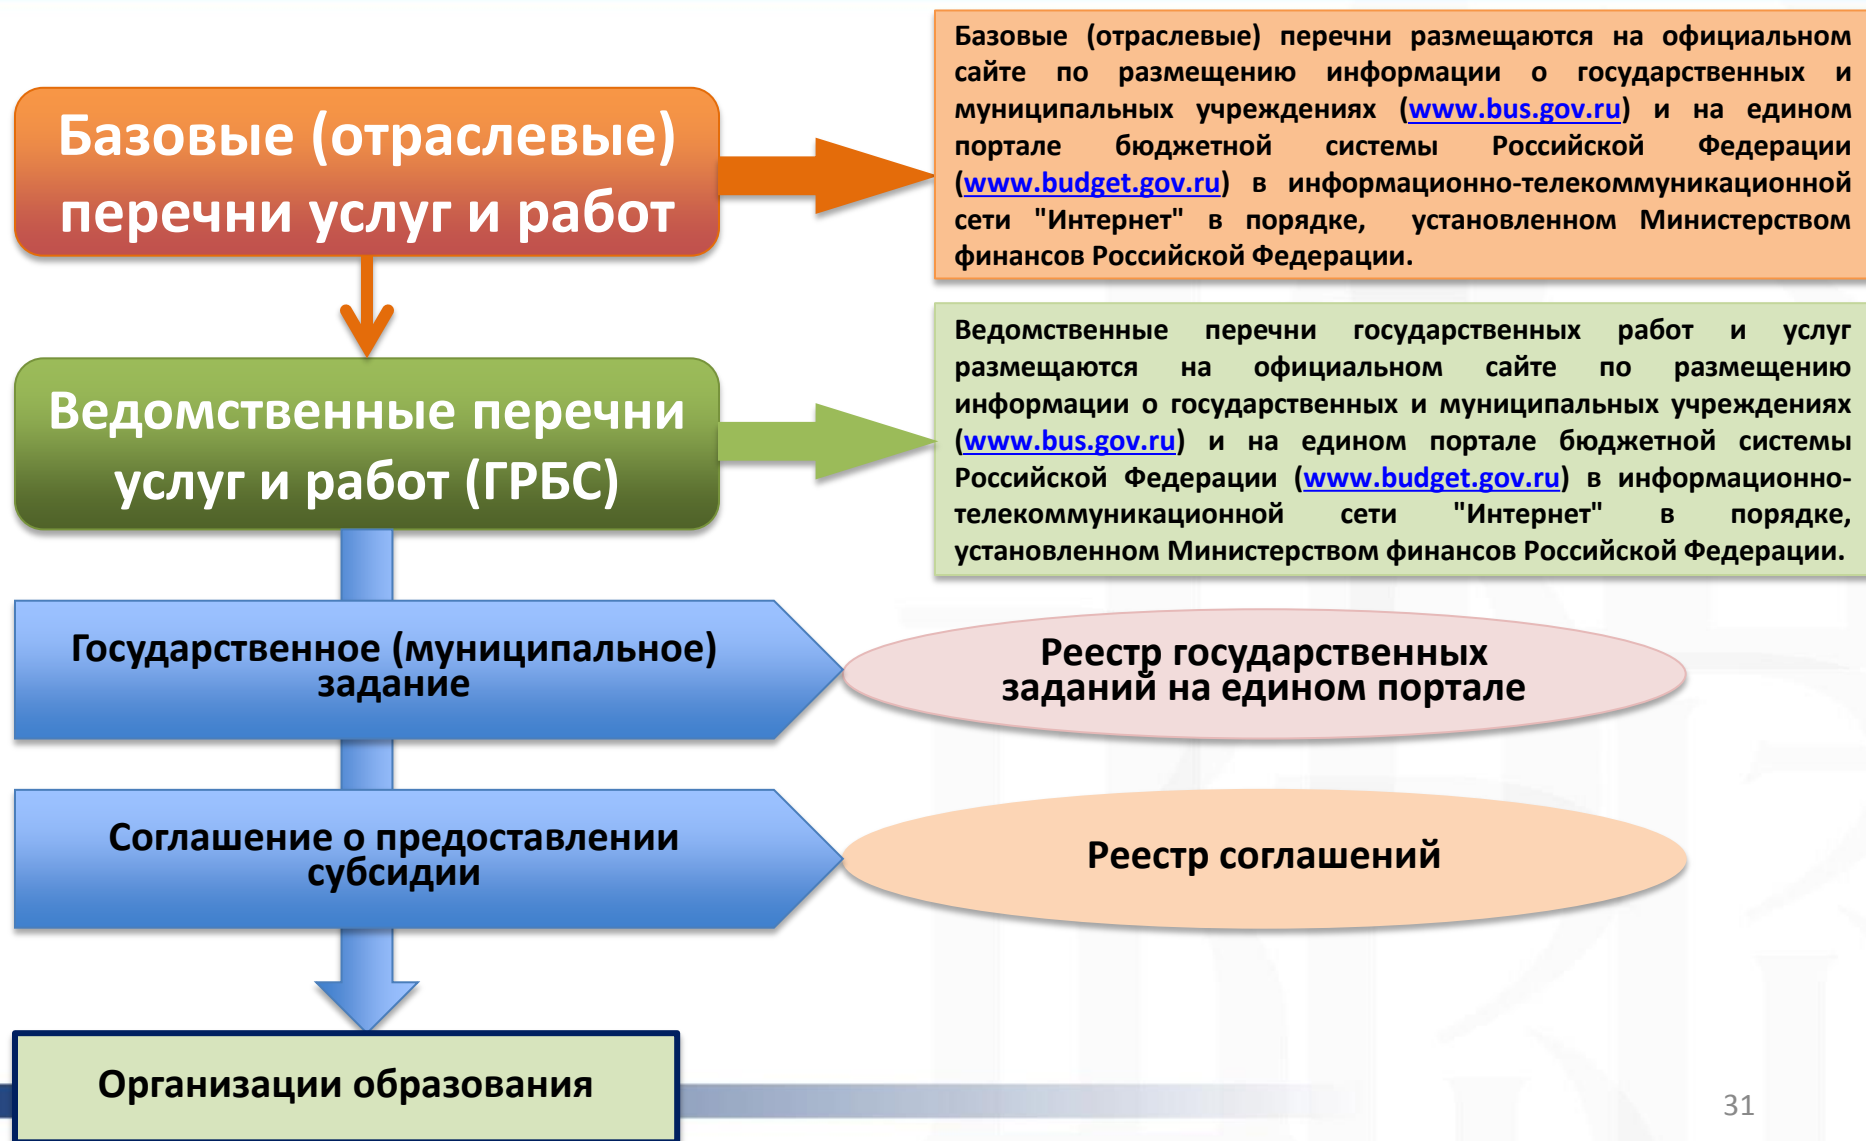 Базовые (отраслевые)
перечни услуг и работ
Базовые (отраслевые) перечни размещаются на официальном
сайте по размещению информации о государственных и
муниципальных учреждениях (www.bus.gov.ru) и на едином
портале бюджетной системы Российской Федерации
(www.budget.gov.ru) в информационно-телекоммуникационной
сети "Интернет" в порядке, установленном Министерством
финансов Российской Федерации.
Ведомственные перечни
услуг и работ (ГРБС)
Ведомственные перечни государственных работ и услуг
размещаются на официальном сайте по размещению
информации о государственных и муниципальных учреждениях
(www.bus.gov.ru) и на едином портале бюджетной системы
Российской Федерации (www.budget.gov.ru) в информационно-
телекоммуникационной сети "Интернет" в порядке,
установленном Министерством финансов Российской Федерации.
Государственное (муниципальное)
задание
Реестр государственных
заданий на едином портале
Соглашение о предоставлении
субсидии
Реестр соглашений
Организации образования
31